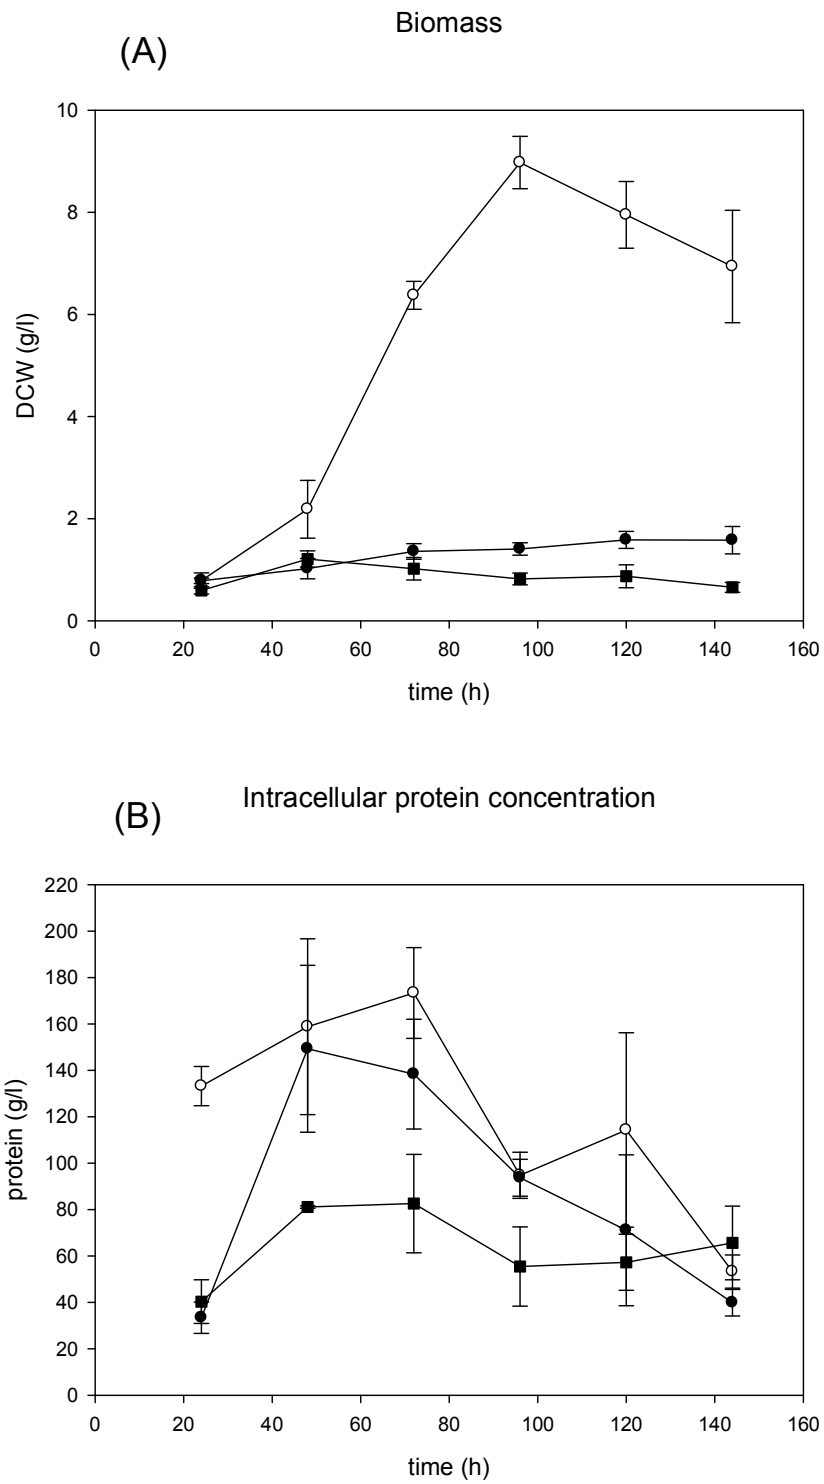 Biomass
(A)
10
8
6
4
2
0
DCW (g/l)
0 20 40 60 80 100 120 140 160
time (h)
Intracellular protein concentration
(B)
220
200
180
160
140
120
100
80
60
40
20
0
protein (g/l)
0 20 40 60 80 100 120 140 160
time (h)